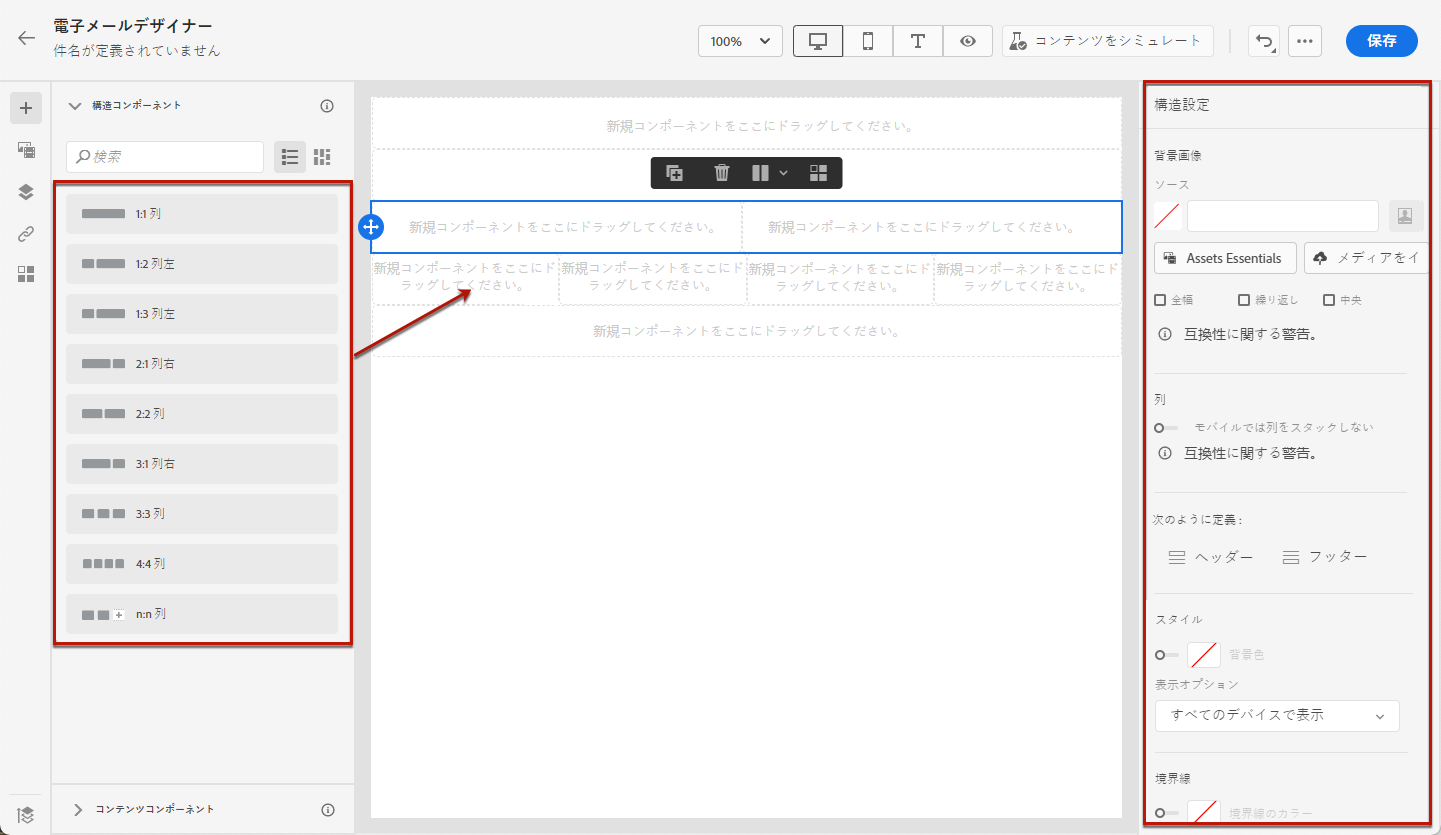 電子メールデザイナー
件名が定義されていません
100%
コンテンツをシミュレート
保存
構造コンポーネント
検索
1:1 列
1:2 列左
1:3 列左
2:1 列右
2:2 列
3:1 列右
3:3 列
4:4 列
n:n 列
コンテンツコンポーネント
新規コンポーネントをここにドラッグしてください。
新規コンポーネントをここにドラッグしてください。
新規コンポーネントをここにドラッグしてください。
新規コンポーネントをここにド
ラッグしてください。
新規コンポーネントをここにド
ラッグしてください。
新規コンポーネントをここにド
ラッグしてください。
新規コンポーネントをここにド
ラッグしてください。
新規コンポーネントをここにドラッグしてください。
構造設定
背景画像
ソース
Assets Essentials
メディアをイ
全幅
繰り返し
中央
互換性に関する警告。
列
モバイルでは列をスタックしない
互換性に関する警告。
次のように定義 :
ヘッダー
フッター
スタイル
背景色
表示オプション
すべてのデバイスで表示
境界線
境界線のカラー